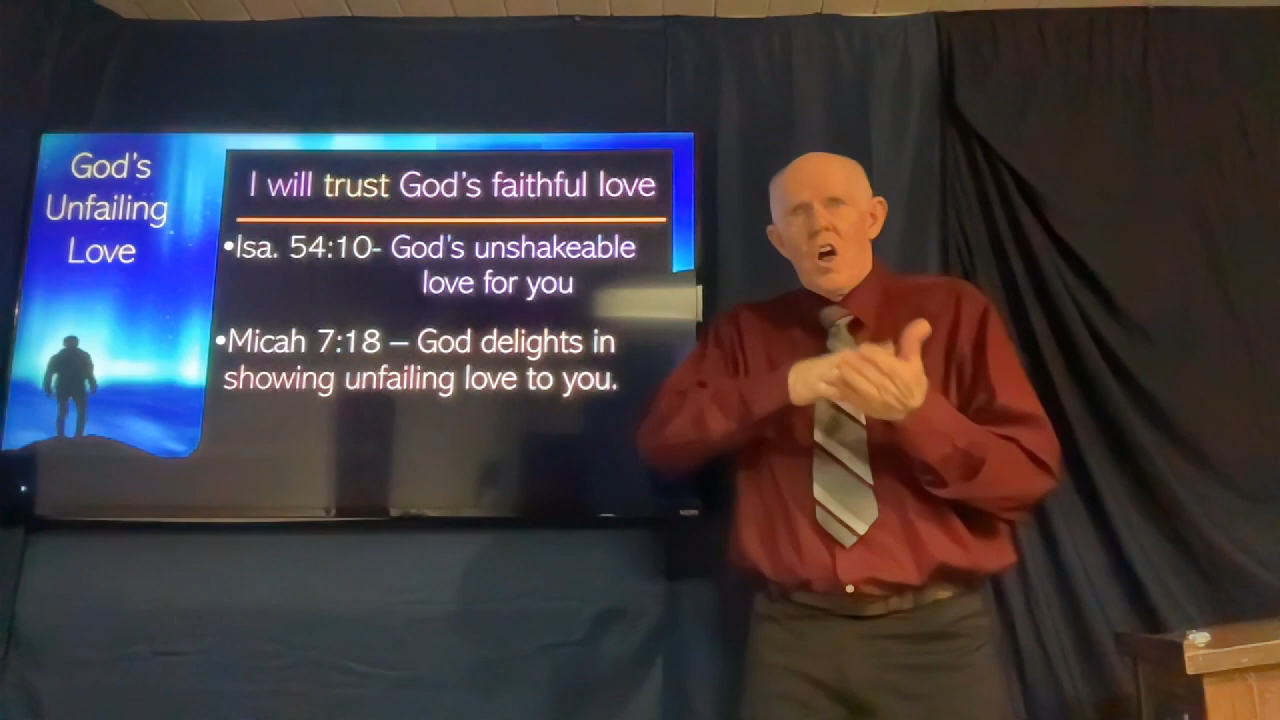 God's
Unfailing
Love
I will trust God's faithful love
•Isa. 54:10- God's unshakeable
love for you
•Micah 7:18 – God delights in
showing unfailing love to you.